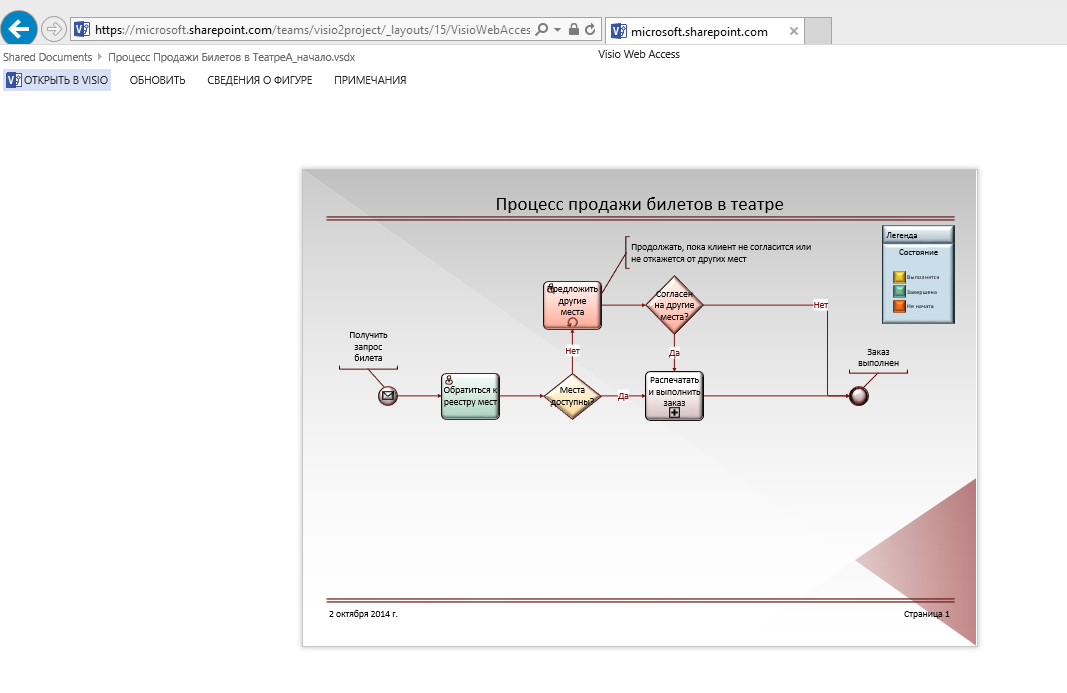 https://microsoft.sharepoint.com/teams/visio2project/_layouts/15/VisioWebAcces
microsoft.sharepoint.com
Shared Documents
Процесс Продажи Билетов в ТеатреА_начало.vsdx
Visio Web Access
ОТКРЫТЬ В VISIO
ОБНОВИТЬ
СВЕДЕНИЯ О ФИГУРЕ
ПРИМЕЧАНИЯ
Процесс продажи билетов в театре
Легенда
Состояние
Выполнятся
Завершена
Не начата
Продолжать, пока клиент не согласится или
не откажется от других мест
Предложить
другие
места
Согласен
на другие
места?
Нет
Нет
Да
Получить
запрос
билета
Заказ
выполнен
Обратиться к
реестру мест
Места
доступны?
Да
Распечатать
и выполнить
заказ
2 октября 2014 г.
Страница 1